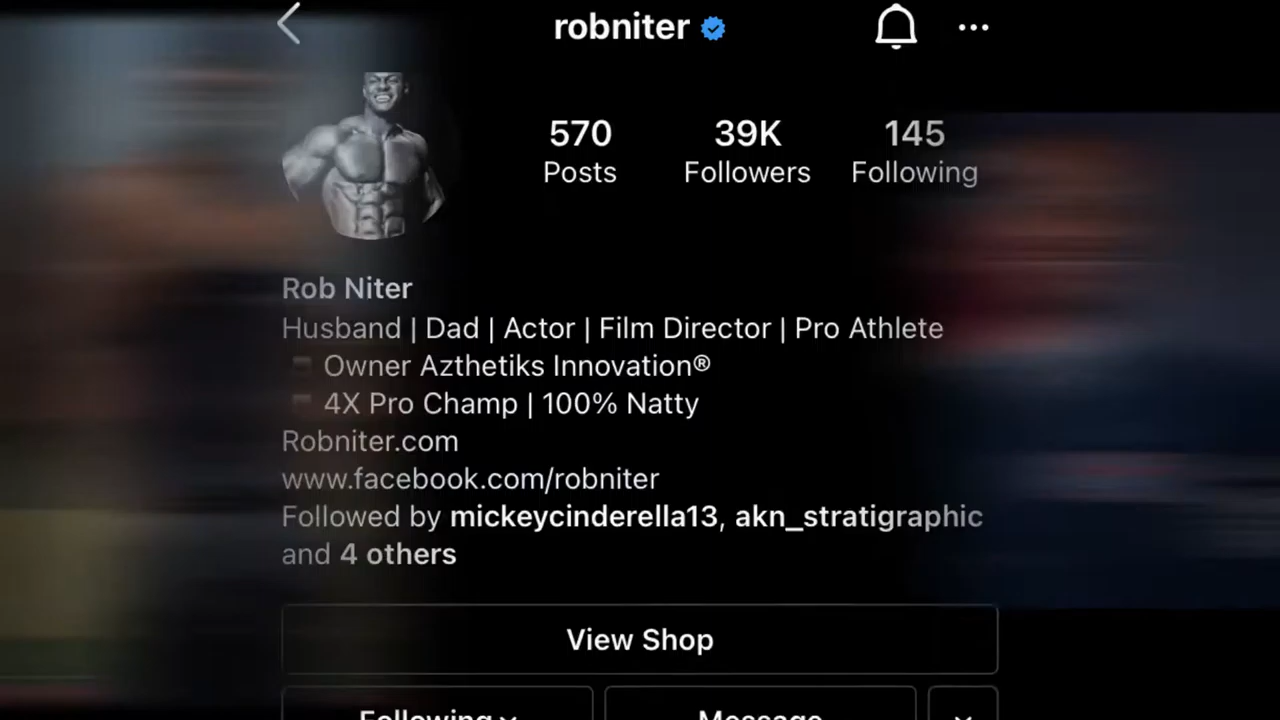 robniter
570 39K 145
Posts Followers Following
Rob Niter
Husband | Dad | Actor | Film Director | Pro Athlete
Owner Azthetiks Innovation®
4X Pro Champ | 100% Natty
Robniter.com
www.facebook.com/robniter
Followed by mickeycinderella13, akn_stratigraphic
and 4 others
View Shop
Following Message